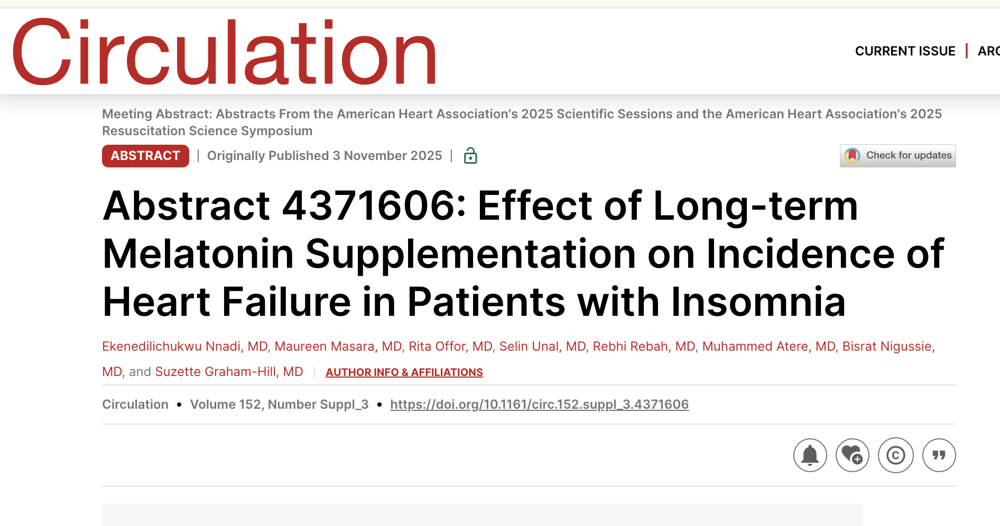 Circulation
CURRENT ISSUE
Meeting Abstract: Abstracts From the American Heart Association's 2025 Scientific Sessions and the American Heart Association's 2025
Resuscitation Science Symposium
ABSTRACT | Originally Published 3 November 2025 |
Check for updates
Abstract 4371606: Effect of Long-term
Melatonin Supplementation on Incidence of
Heart Failure in Patients with Insomnia
Ekenedilichukwu Nnadi, MD, Maureen Masara, MD, Rita Offor, MD, Selin Unal, MD, Rebhi Rebah, MD, Muhammed Atere, MD, Bisrat Nigussie,
MD, and Suzette Graham-Hill, MD | AUTHOR INFO & AFFILIATIONS
Circulation • Volume 152, Number Suppl_3 • https://doi.org/10.1161/circ.152.suppl_3.4371606